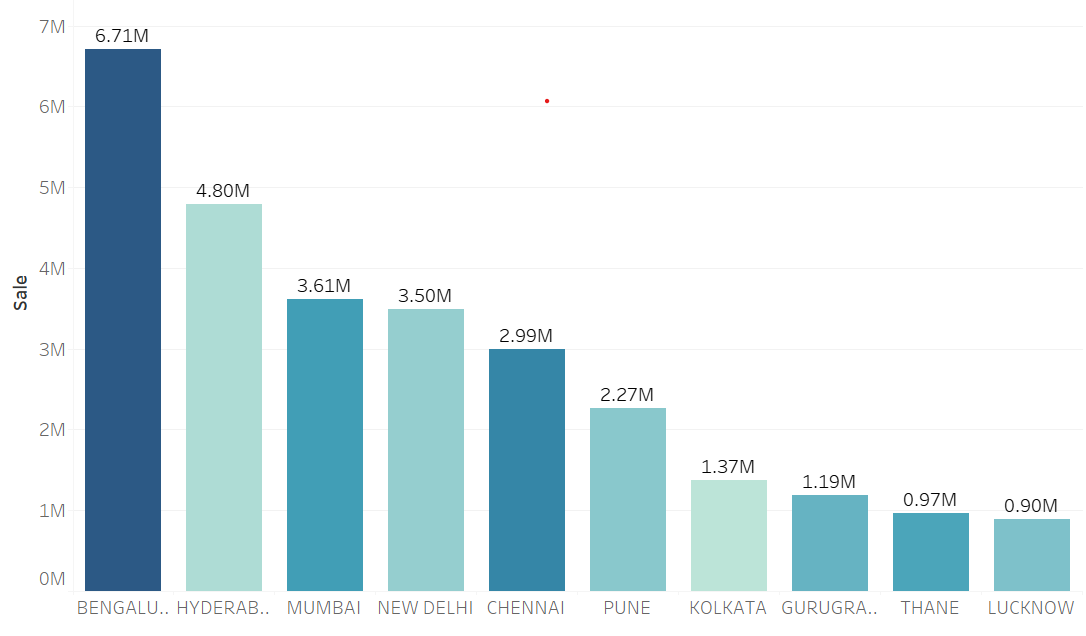 7M
6M
5M
4M
3M
2M
1M
0M
Sale
6.71M
4.80M
3.61M
3.50M
2.99M
2.27M
1.37M
1.19M
0.97M
0.90M
BENGALU.. HYDERAB.. MUMBAI NEW DELHI CHENNAI PUNE KOLKATA GURUGRA.. THANE LUCKNOW